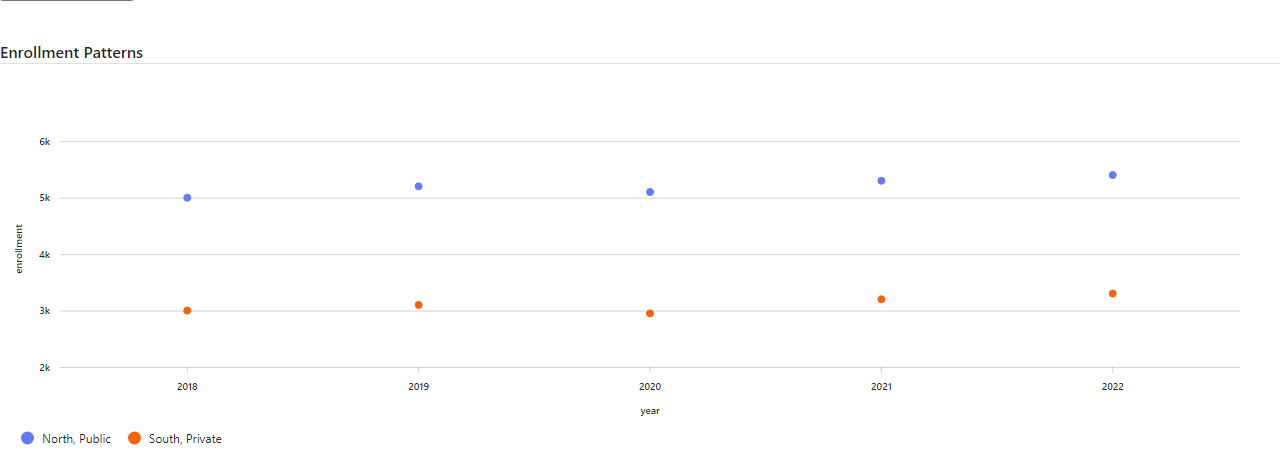 Enrollment Patterns
6k
5k
4k
3k
2k
enrollment
2018 2019 2020 2021 2022
year
North, Public South, Private